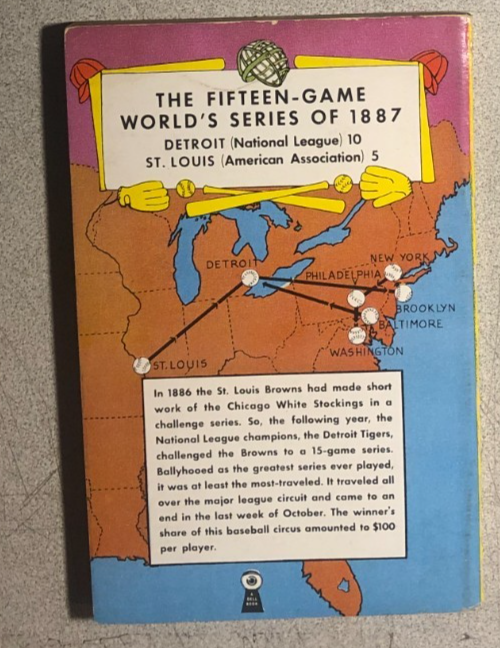 THE FIFTEEN-GAME
WORLD'S SERIES OF 1887
DETROIT (National League) 10
ST. LOUIS (American Association) 5
DETROIT
NEW YORK
PHILADELPHIA
BROOKLYN
BALTIMORE
WASHINGTON
ST. LOUIS
In 1886 the St. Louis Browns had made short
work of the Chicago White Stockings in a
challenge series. So, the following year, the
National League champions, the Detroit Tigers,
challenged the Browns to a 15-game series.
Ballyhooed as the greatest series ever played,
it was at least the most-traveled. It traveled all
over the major league circuit and came to an
end in the last week of October. The winner's
share of this baseball circus amounted to $100
per player.
A
DELL
BOOK